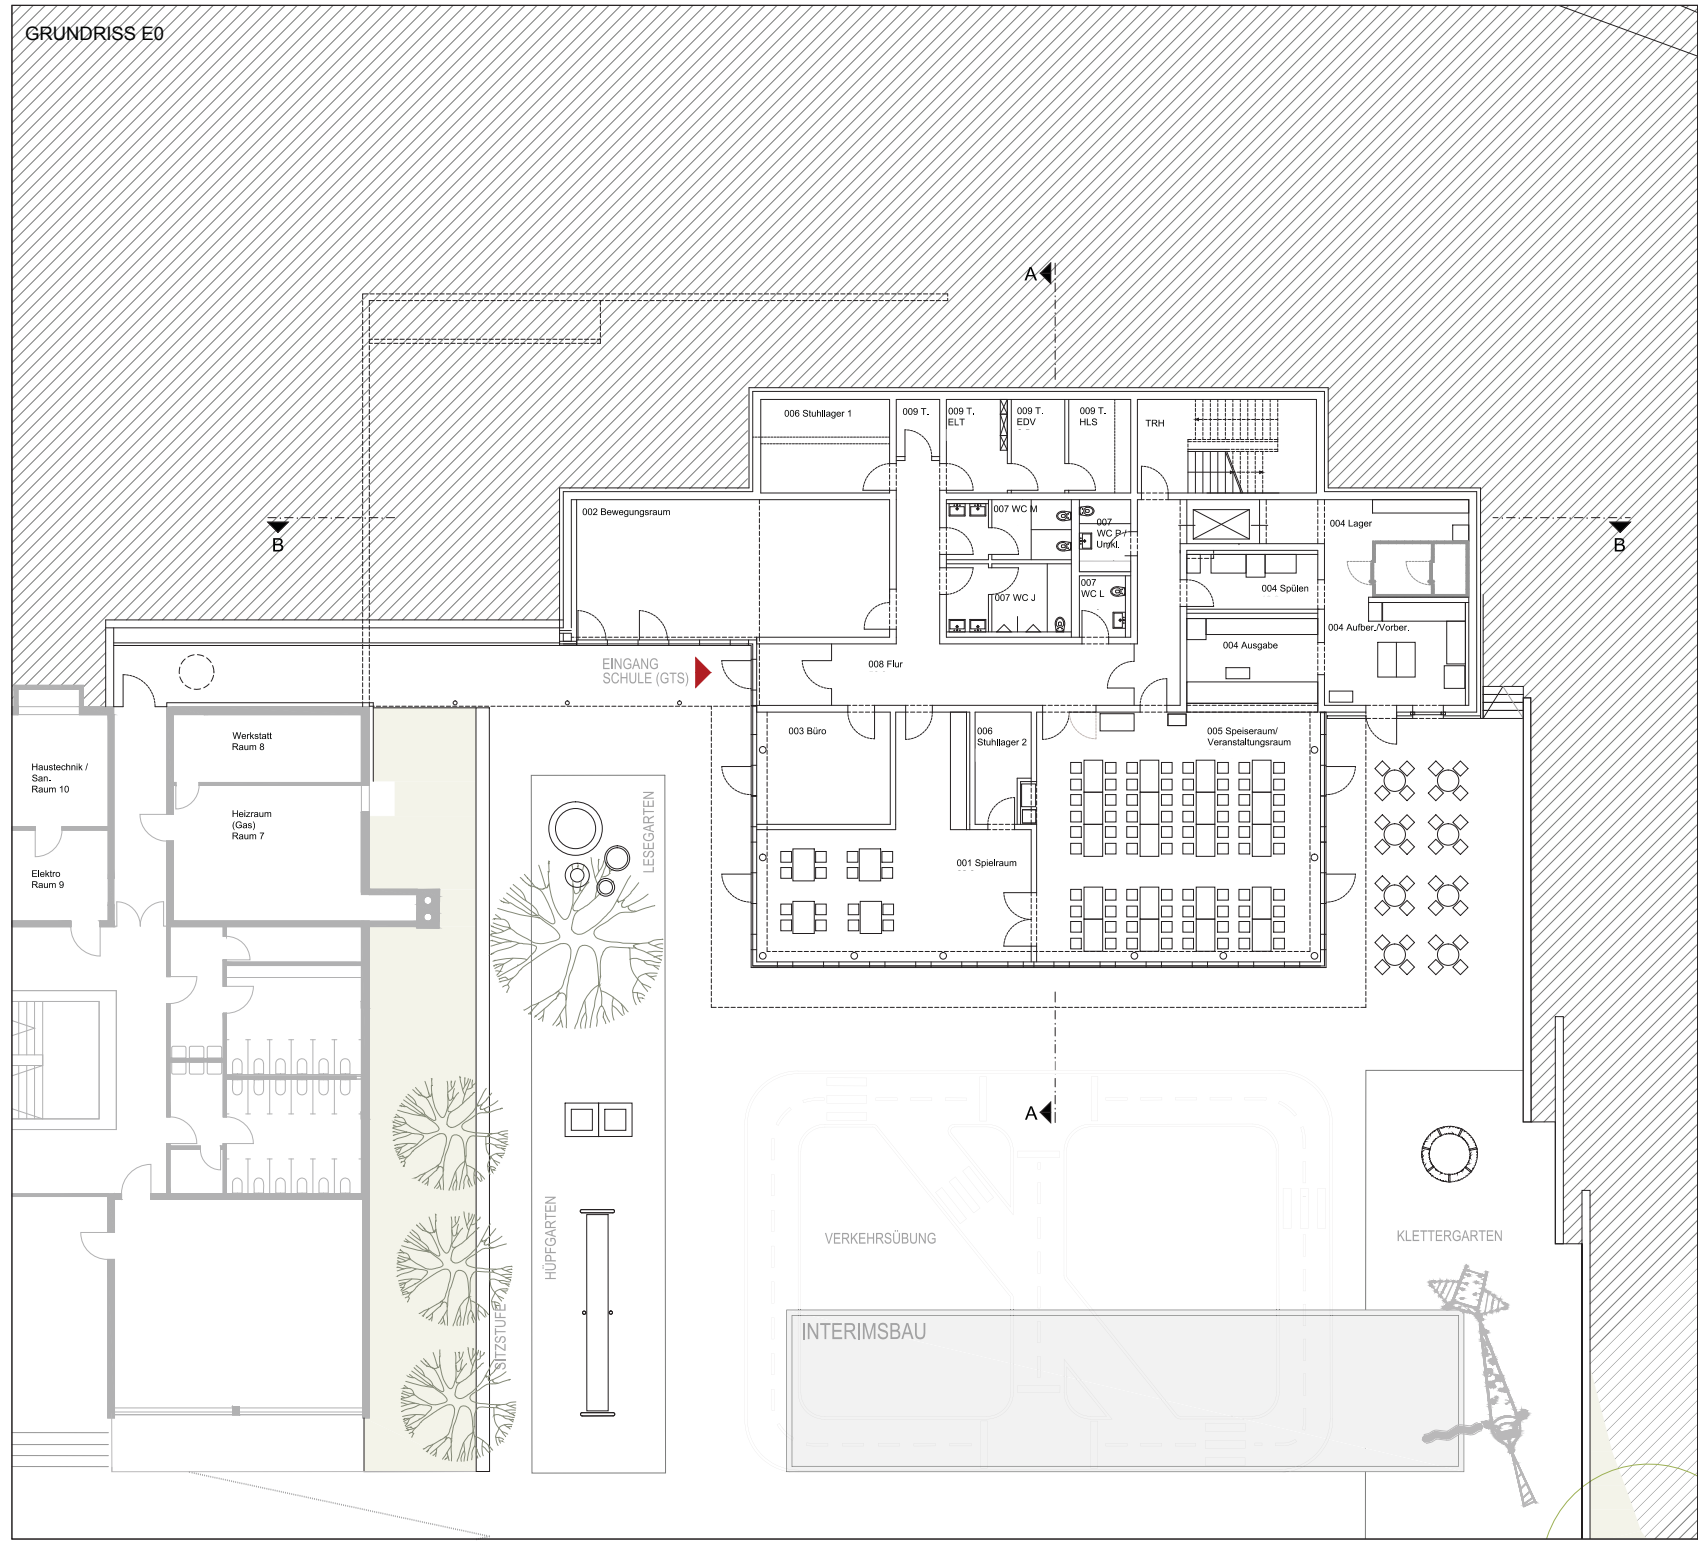 GRUNDRISS E0
A
B
B
006 Stuhllager 1
009 T.
009 T.
ELT
009 T.
EDV
009 T.
HLS
TRH
002 Bewegungsraum
007 WC M
007
WC P /
Umkl.
004 Lager
007 WC J
007
WC L
004 Spülen
004 Aufber./Vorber.
004 Ausgabe
008 Flur
EINGANG
SCHULE (GTS)
003 Büro
006
Stuhllager 2
005 Speiseraum/
Veranstaltungsraum
001 Spielraum
Werkstatt
Raum 8
Haustechnik /
San.
Raum 10
Heizraum
(Gas)
Raum 7
Elektro
Raum 9
LESEGARTEN
A
HÜPFGARTEN
SITZSTUFE
VERKEHRSÜBUNG
KLETTERGARTEN
INTERIMSBAU